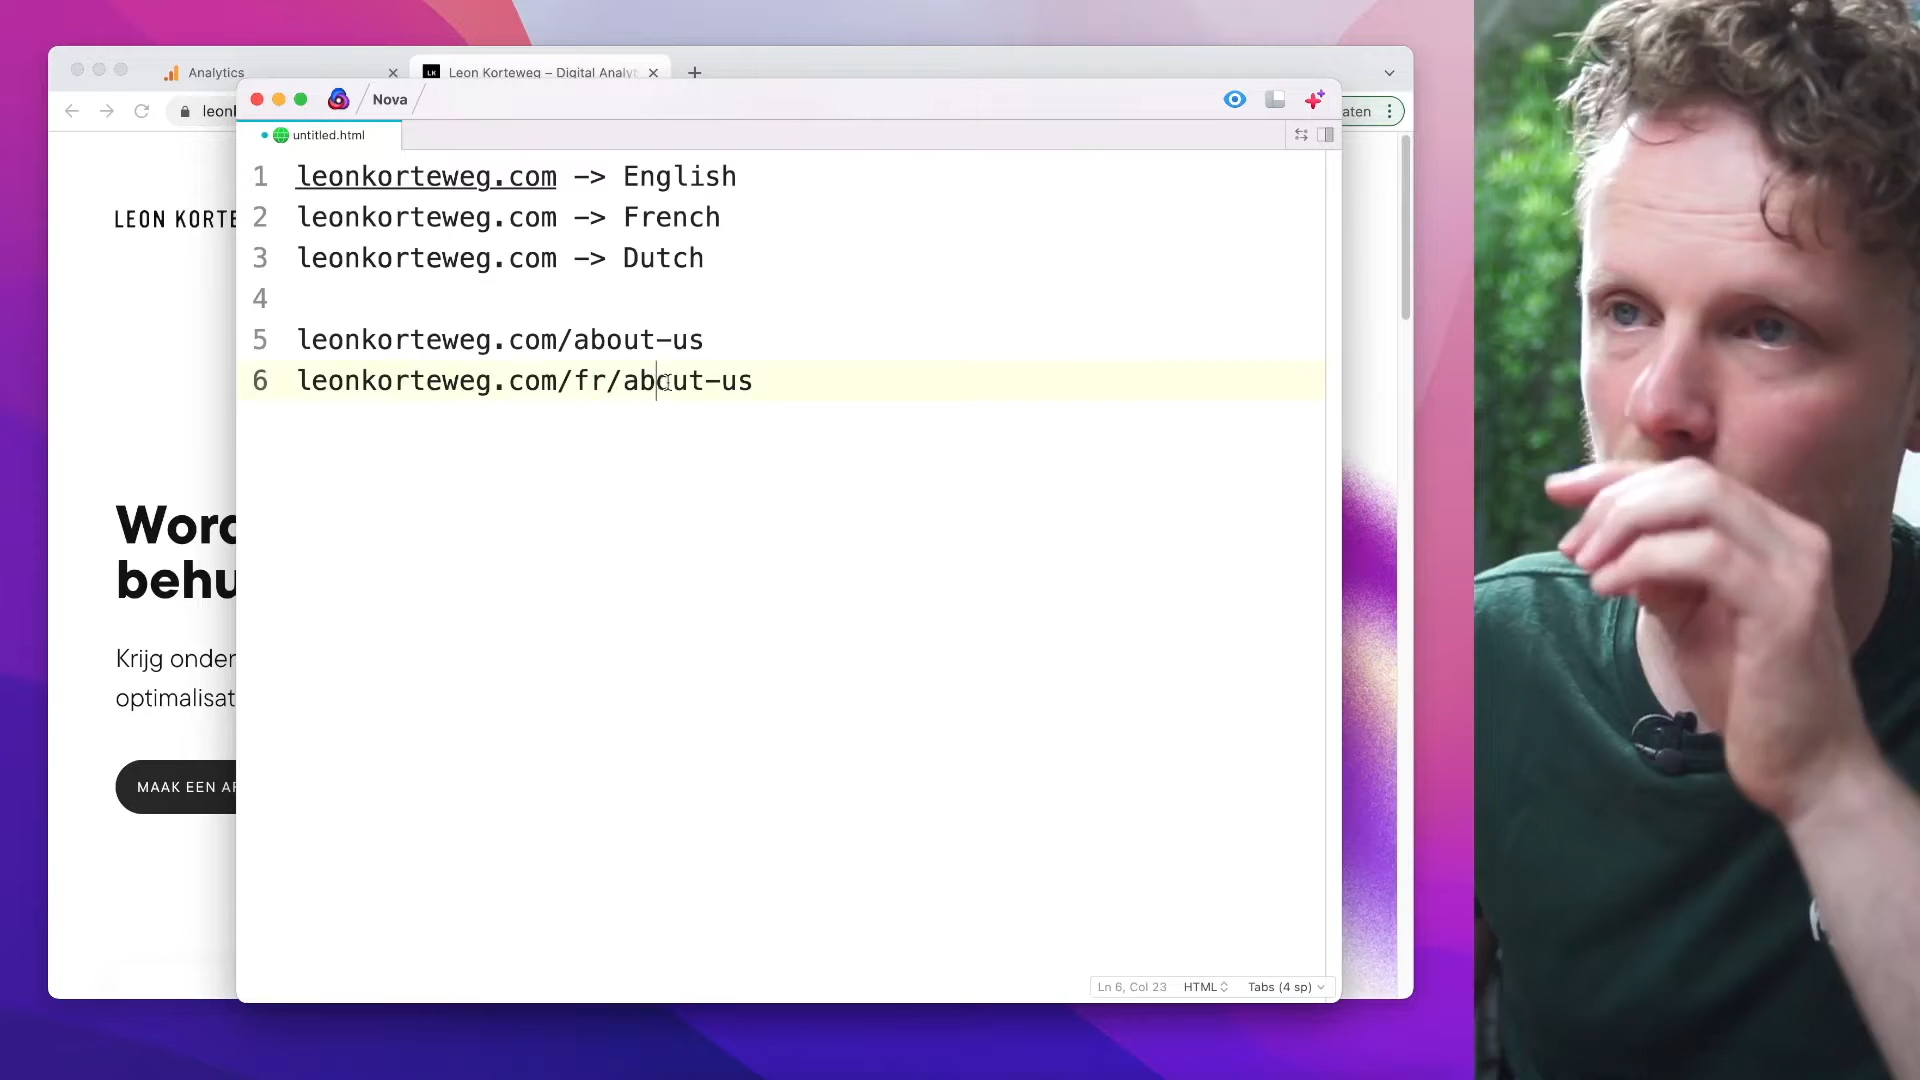 Analytics
LK Leon Korteweg – Digital Analyt
leon
aten
Nova
untitled.html
1 leonkorteweg.com –> English
2 leonkorteweg.com –> French
3 leonkorteweg.com –> Dutch
4
5 leonkorteweg.com/about-us
6 leonkorteweg.com/fr/about-us
LEON KORTE
Word
behu
Krijg onder
optimalisat
MAAK EEN AF
Ln 6, Col 23 HTML Tabs (4 sp)